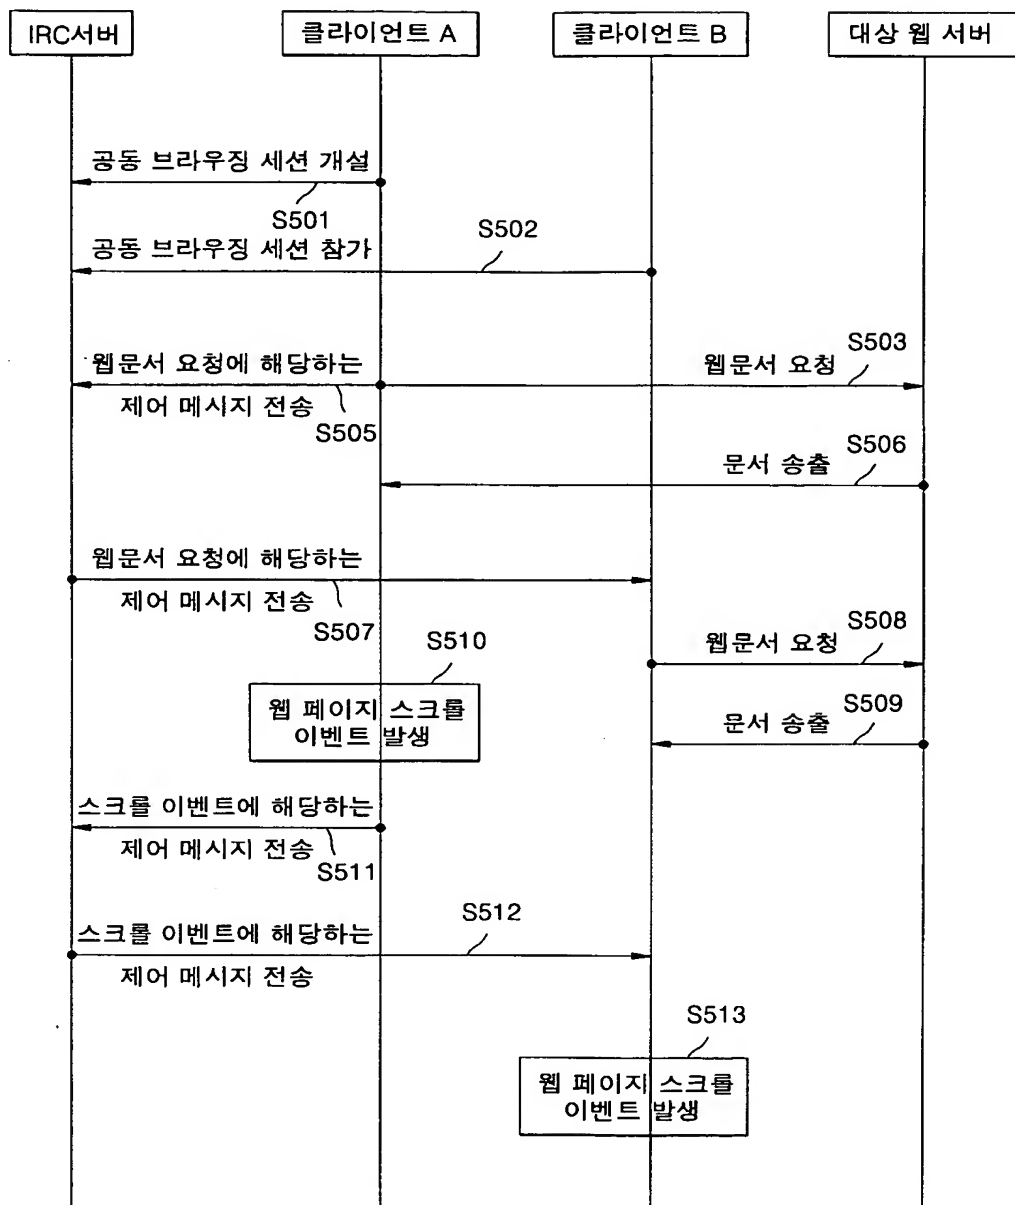 IRC서버
클라이언트 A
클라이언트 B
대상 웹 서버
공동 브라우징 세션 개설
S501
S502
공동 브라우징 세션 참가
S503
웹문서 요청에 해당하는
웹문서 요청
제어 메시지 전송
S505
S506
문서 송출
웹문서 요청에 해당하는
제어 메시지 전송
S507
S508
웹문서 요청
S510
웹 페이지 스크롤
이벤트 발생
S509
문서 송출
스크롤 이벤트에 해당하는
제어 메시지 전송
S511
S512
스크롤 이벤트에 해당하는
제어 메시지 전송
S513
웹 페이지 스크롤
이벤트 발생